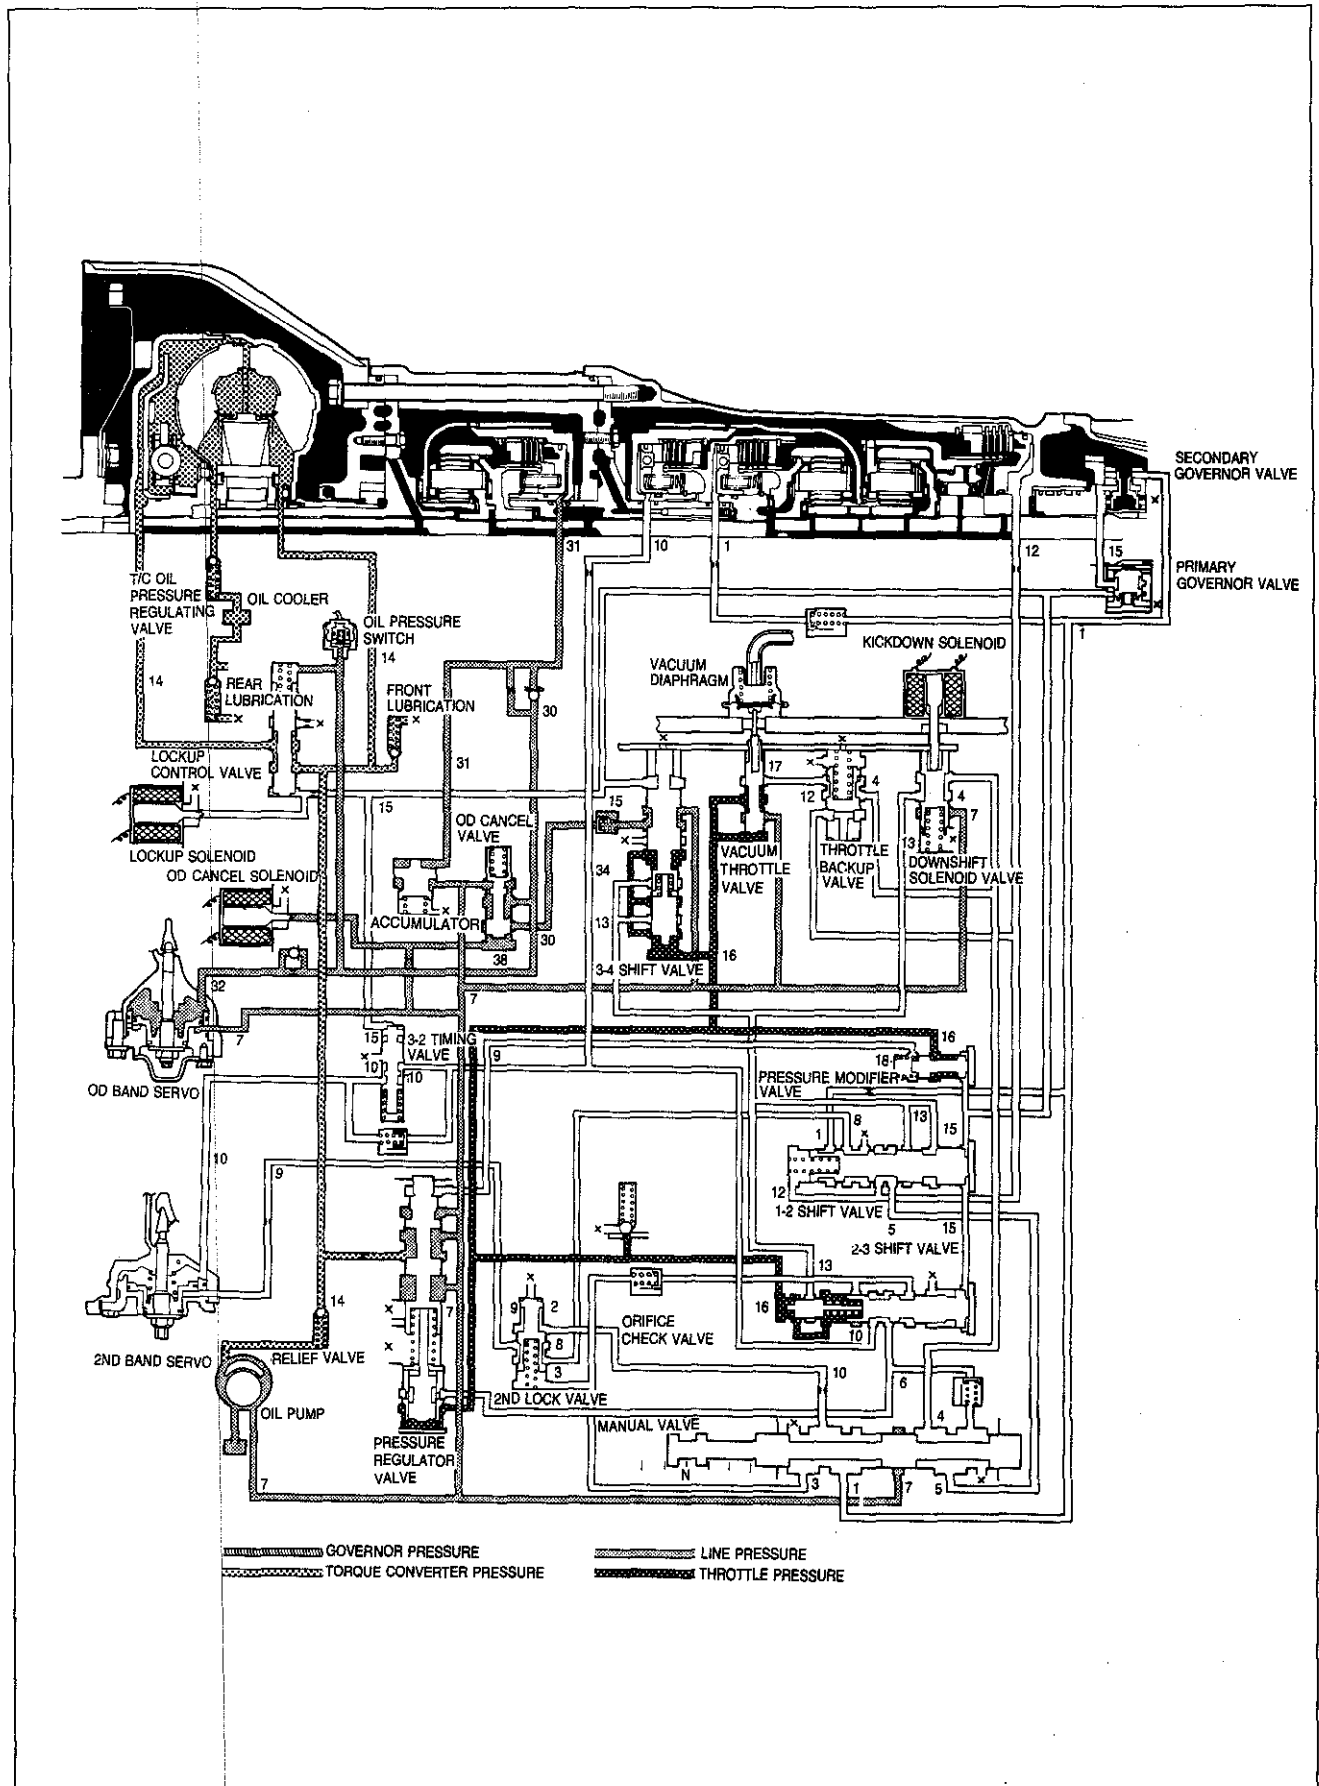 SECONDARY
GOVERNOR VALVE
31
10
1
12
15
T/C OIL
PRESSURE
REGULATING
VALVE
OIL COOLER
OIL PRESSURE
SWITCH
PRIMARY
GOVERNOR VALVE
1
14
14
REAR
LUBRICATION
FRONT
LUBRICATION
VACUUM
DIAPHRAGM
KICKDOWN SOLENOID
30
LOCKUP
CONTROL VALVE
31
17
4
4
12
7
13
15
15
OD CANCEL
VALVE
LOCKUP SOLENOID
OD CANCEL SOLENOID
VACUUM
THROTTLE
VALVE
THROTTLE
BACKUP
VALVE
DOWNSHIFT
SOLENOID VALVE
34
13
ACCUMULATOR
30
38
3-4 SHIFT VALVE
16
32
7
7
OD BAND SERVO
15
3-2 TIMING
VALVE
10
10
9
16
18
PRESSURE MODIFIER
VALVE
1
8
13
15
10
9
12
1-2 SHIFT VALVE
5
15
2-3 SHIFT VALVE
14
7
13
16
10
9
2
8
3
ORIFICE
CHECK VALVE
2ND BAND SERVO
RELIEF VALVE
OIL PUMP
2ND LOCK VALVE
10
6
4
MANUAL VALVE
PRESSURE
REGULATOR
VALVE
N
7
3
1
7
5
GOVERNOR PRESSURE
LINE PRESSURE
TORQUE CONVERTER PRESSURE
THROTTLE PRESSURE